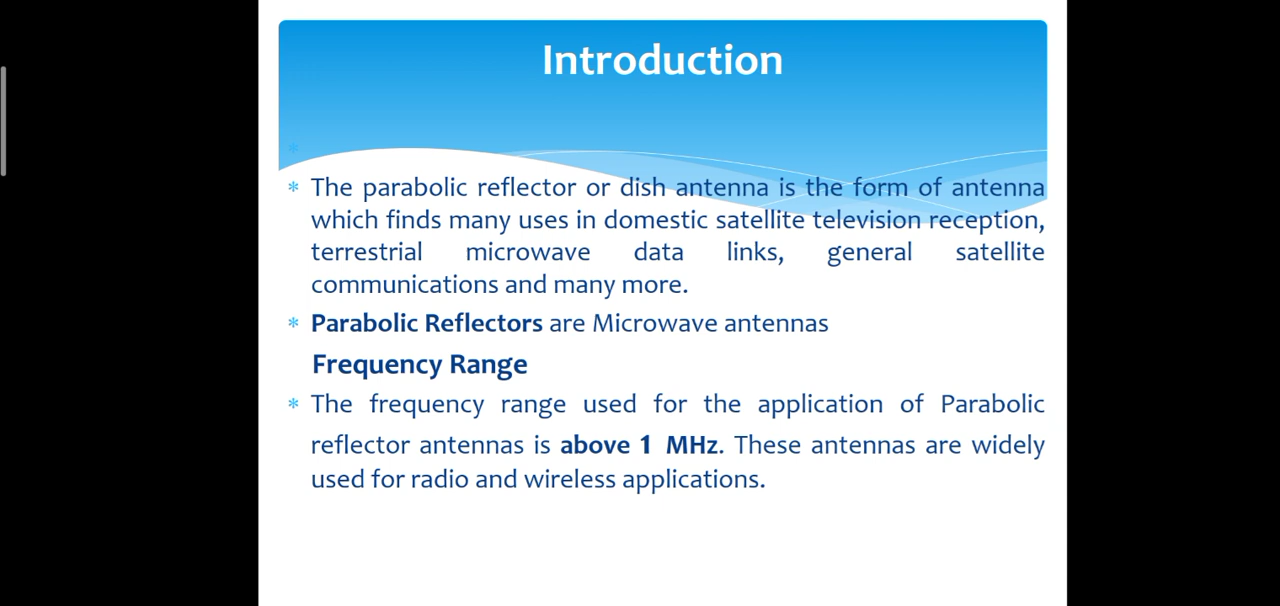 Introduction
* The parabolic reflector or dish antenna is the form of antenna
which finds many uses in domestic satellite television reception,
terrestrial microwave data links, general satellite
communications and many more.
* Parabolic Reflectors are Microwave antennas
Frequency Range
* The frequency range used for the application of Parabolic
reflector antennas is above 1 MHz. These antennas are widely
used for radio and wireless applications.